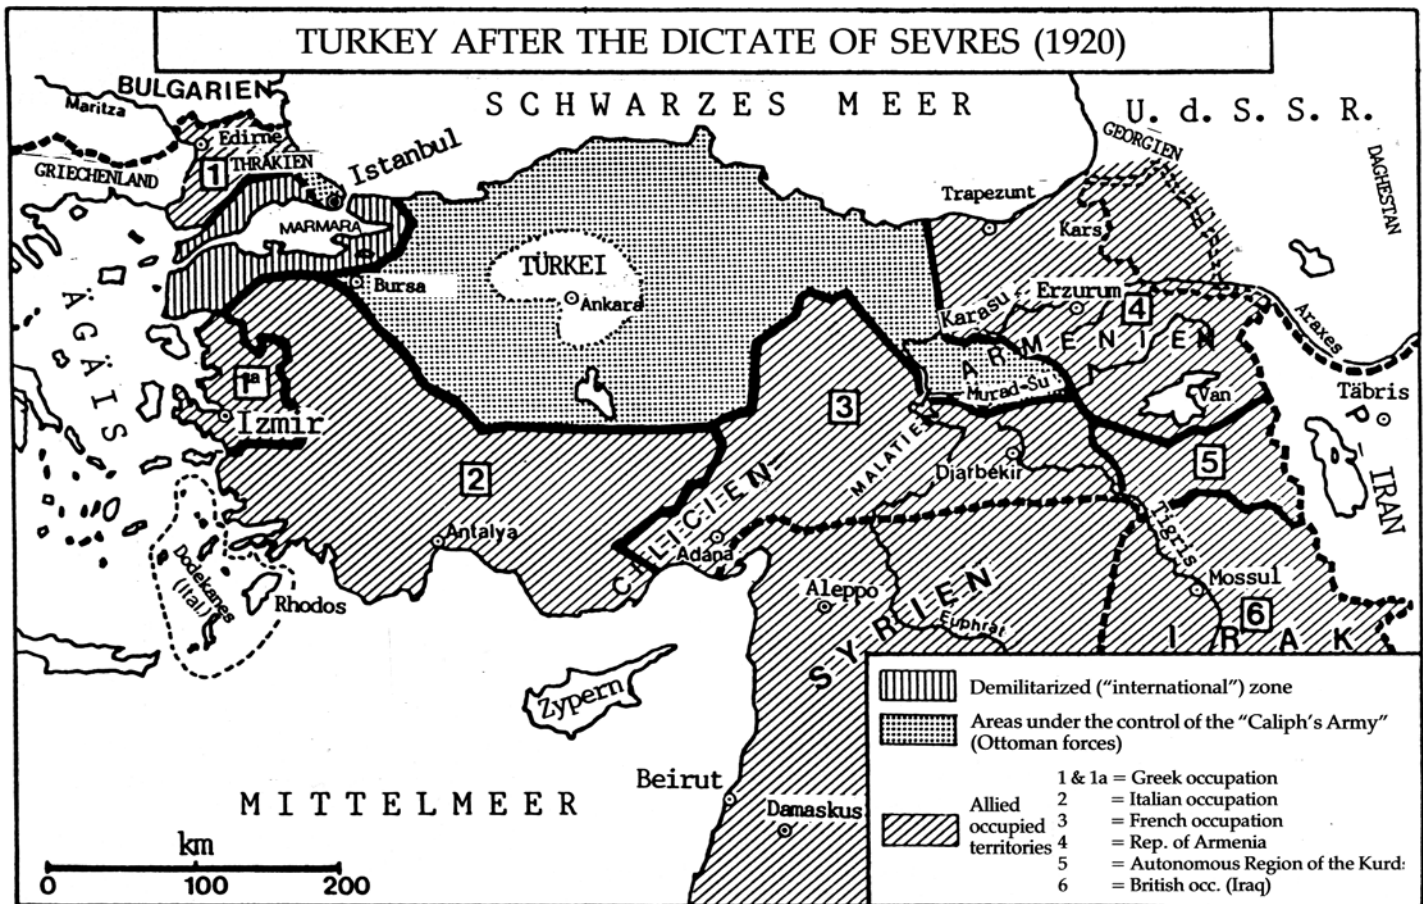 TURKEY AFTER THE DICTATE OF SEVRES (1920)
BULGARIEN
Maritza
SCHWARZES MEER
U. d. S. S. R.
GEORGIEN
DAGHESTAN
Edirne
Istanbul
1
THRAKIEN
GRIECHENLAND
MARMARA
Trapezunt
Kars
TÜRKEI
Ankara
Bursa
Karasu
Erzurum
4
Araxes
ÄGÄIS
ARMENIEN
Murad-Su
Van
Täbris
1a
Izmir
3
2
MALATIE
Diarbekir
5
P
IRAN
CILICIEN
Antalya
Adana
Tigris
Mossul
Dodekanes
(Ital.)
Rhodos
Aleppo
SYRIEN
Euphrat
6
IRAK
Zypern
Beirut
Damaskus
MITTELMEER
km
0 100 200
Demilitarized (“international”) zone
Areas under the control of the “Caliph's Army”
(Ottoman forces)
Allied
occupied
territories
1 & 1a = Greek occupation
2 = Italian occupation
3 = French occupation
4 = Rep. of Armenia
5 = Autonomous Region of the Kurds
6 = British occ. (Iraq)